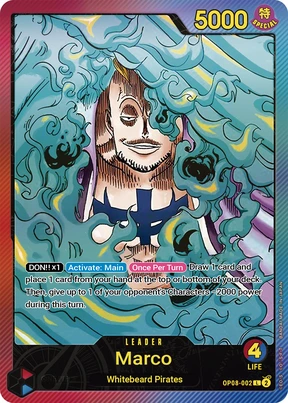 5000
特
SPECIAL
DON!!×1 Activate: Main Once Per Turn Draw 1 card and
place 1 card from your hand at the top or bottom of your deck.
Then, give up to 1 of your opponent's Characters −2000 power
during this turn.
LEADER
Marco
Whitebeard Pirates
4
LIFE
OP08-002 L 2